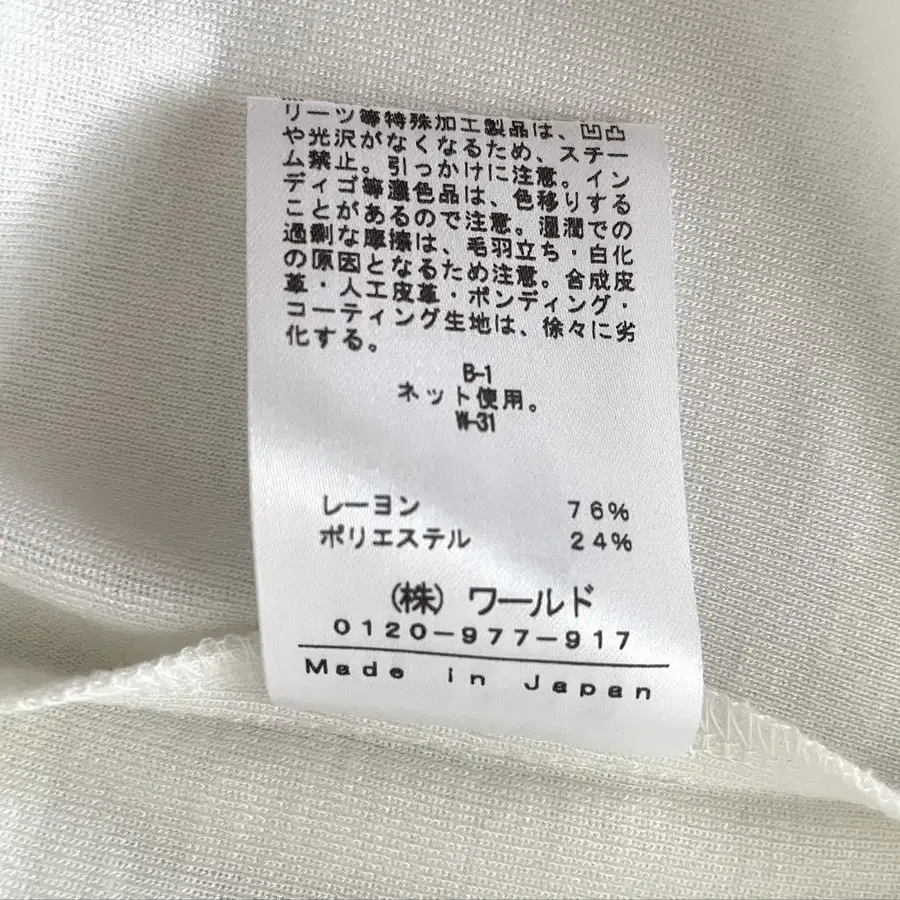 リーツ等特殊加工製品は、凹凸
や光沢がなくなるため、スチー
ム禁止。引っかけに注意。イン
ディゴ等濃色品は、色移りする
ことがあるので注意。湿潤での
過剰な摩擦は、毛羽立ち・白化
の原因となるため注意。合成皮
革・人工皮革・ボンディング・
コーティング生地は、徐々に劣
化する。
B-1
ネット使用。
W-31
レーヨン 76%
ポリエステル 24%
(株) ワールド
0120-977-917
Made in Japan